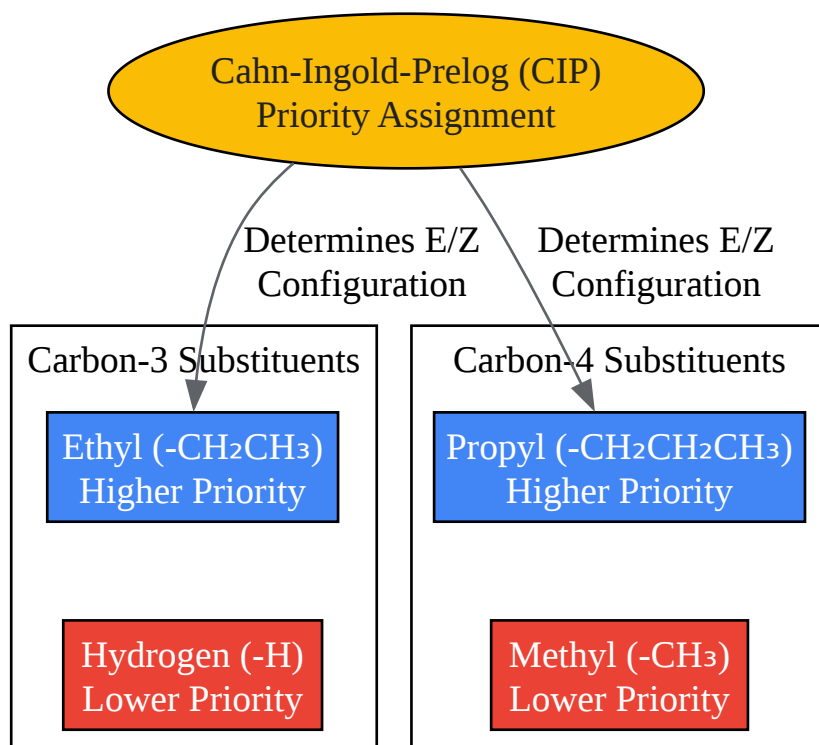 Cahn-Ingold-Prelog (CIP)
Priority Assignment
Determines E/Z
Configuration
Determines E/Z
Configuration
Carbon-3 Substituents
Ethyl (-CH₂CH₃)
Higher Priority
Hydrogen (-H)
Lower Priority
Carbon-4 Substituents
Propyl (-CH₂CH₂CH₃)
Higher Priority
Methyl (-CH₃)
Lower Priority